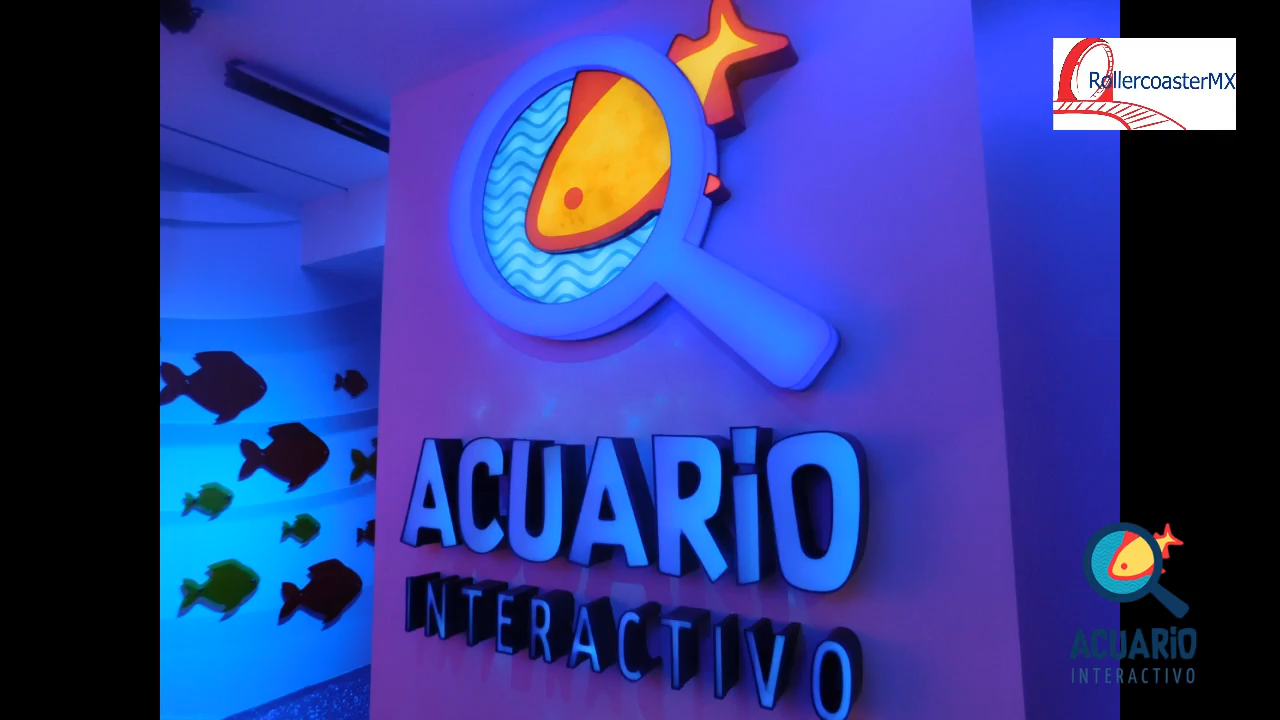 RollercoasterMX
ACUARiO
INTERACTIVO
ACUARiO
INTERACTIVO